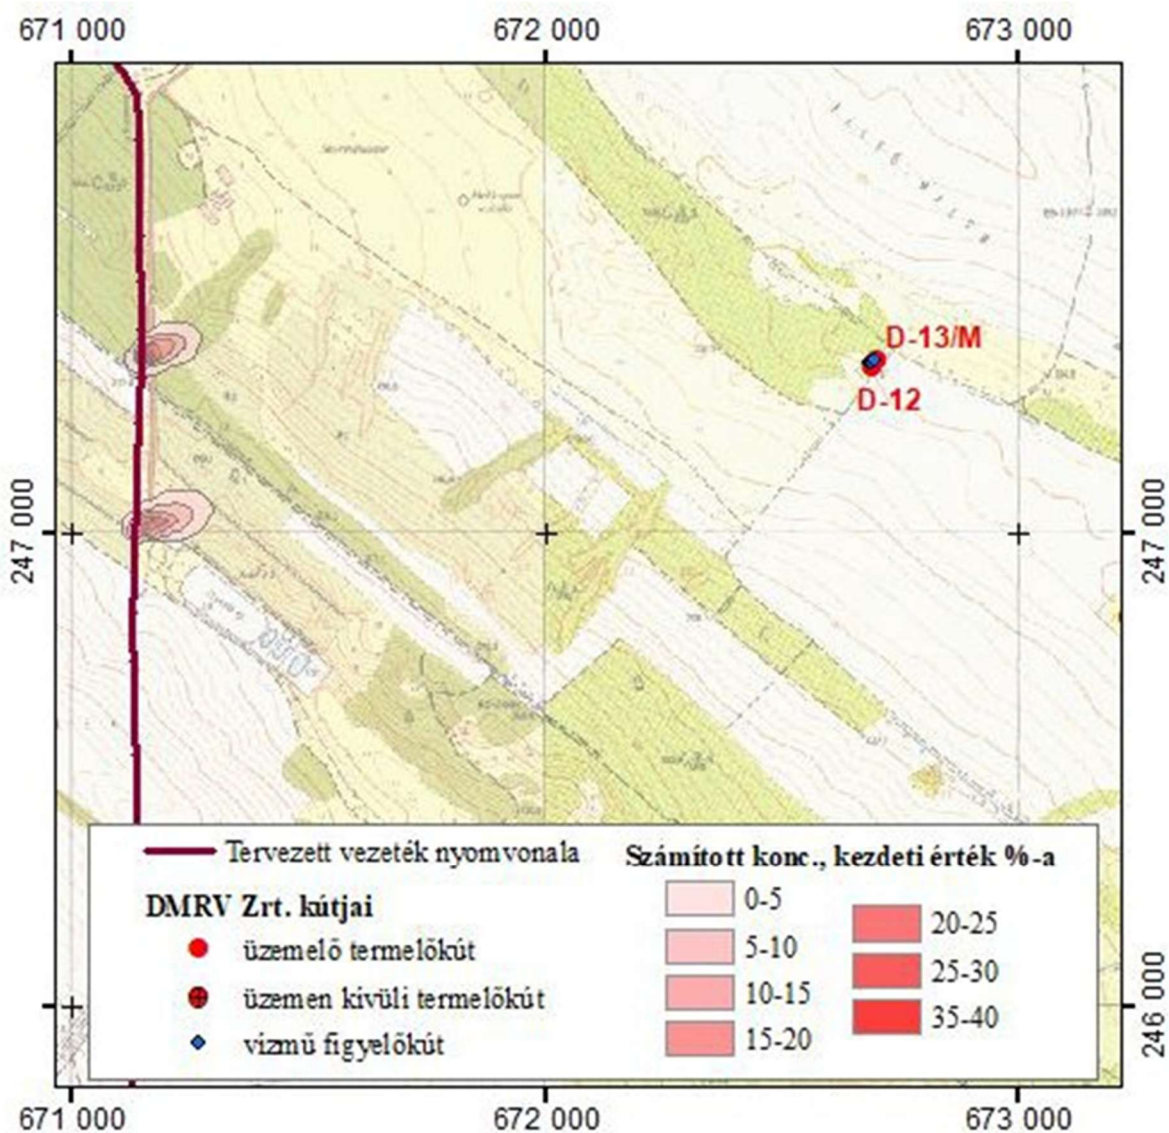 671 000
672 000
673 000
D-13/M
D-12
247 000
247 000
Tervezett vezeték nyomvonala
DMRV Zrt. kútjai
üzemelő termelőkút
üzemen kívüli termelőkút
vízmű figyelőkút
Számított konc., kezdeti érték %-a
0-5
5-10
10-15
15-20
20-25
25-30
35-40
246 000
671 000
672 000
673 000